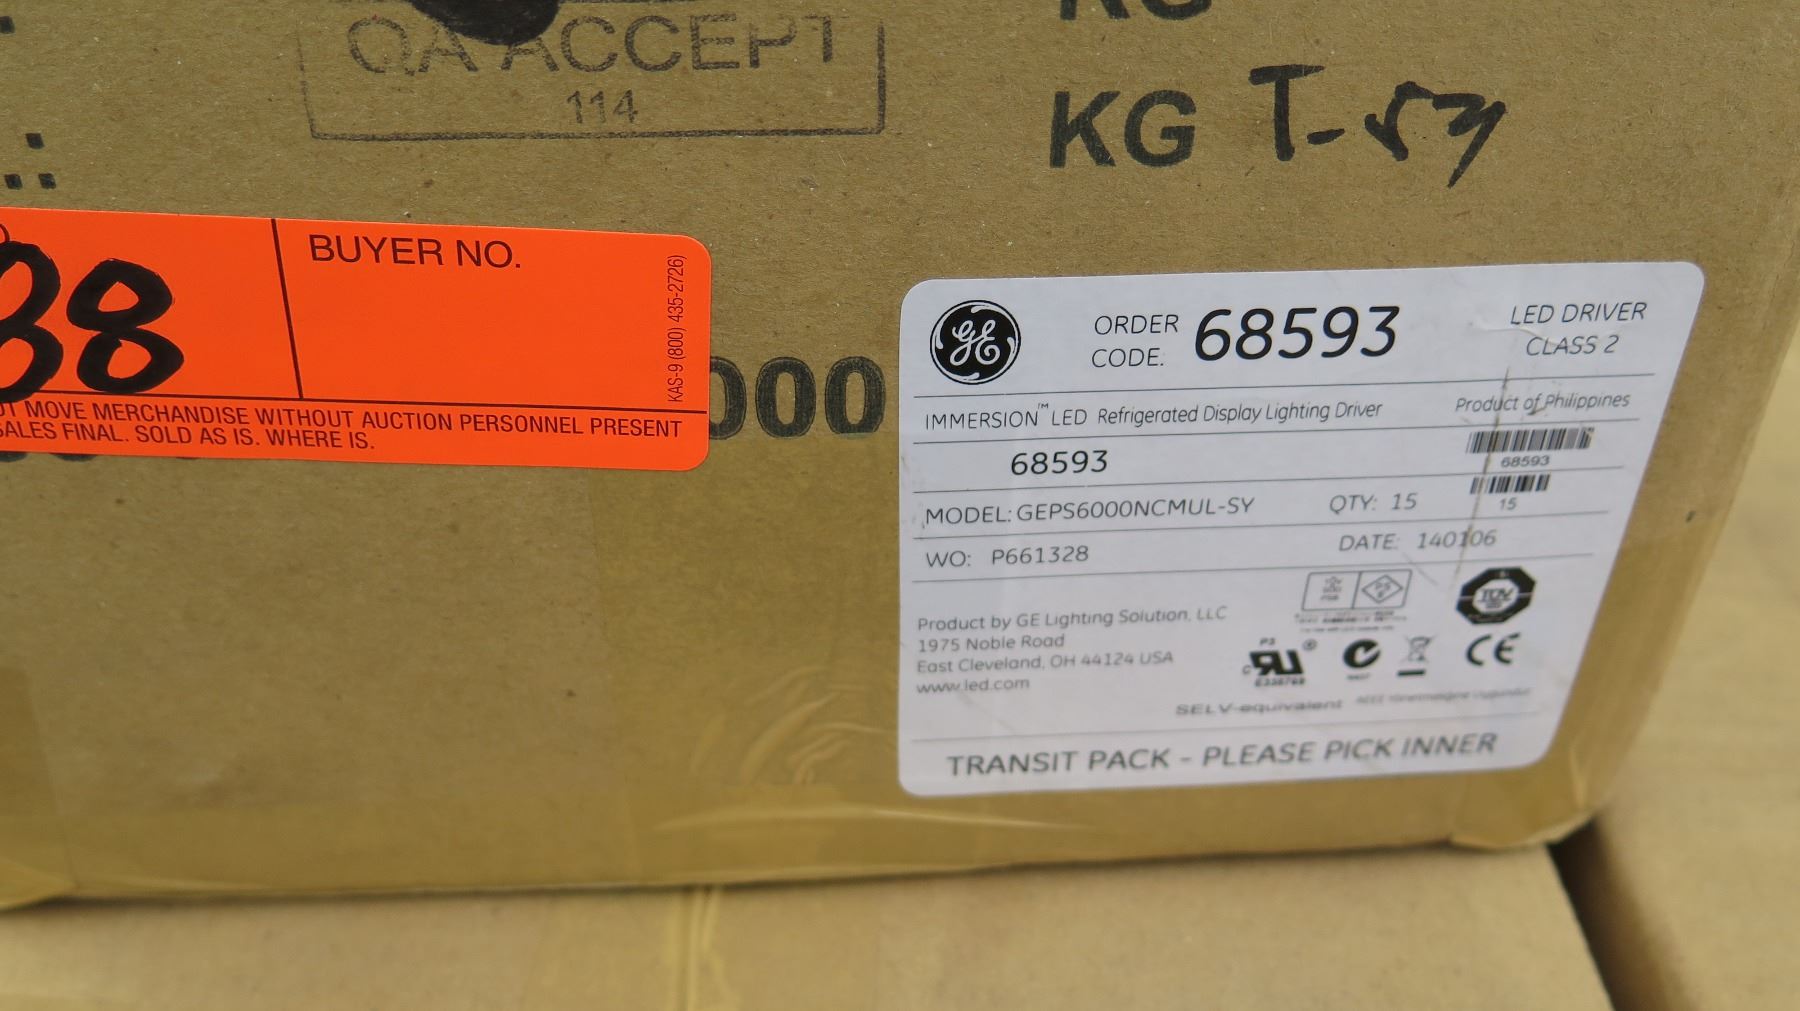 QA ACCEPT
114
KG
KG T-53
BUYER NO.
88
KAS-9 (800) 435-2726)
MOVE MERCHANDISE WITHOUT AUCTION PERSONNEL PRESENT
SALES FINAL. SOLD AS IS. WHERE IS.
000
GE
ORDER CODE: 68593
LED DRIVER
CLASS 2
IMMERSION™ LED Refrigerated Display Lighting Driver
Product of Philippines
68593
68593
MODEL: GEPS6000NCMUL-SY
QTY: 15
15
WO: P661328
DATE: 140106
Product by GE Lighting Solution, LLC
1975 Noble Road
East Cleveland, OH 44124 USA
www.led.com
TUV
CE
SELV-equivalent
TRANSIT PACK - PLEASE PICK INNER